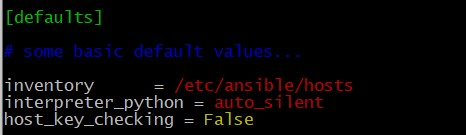 [defaults]
# some basic default values...
inventory      = /etc/ansible/hosts
interpreter_python = auto_silent
host_key_checking = False